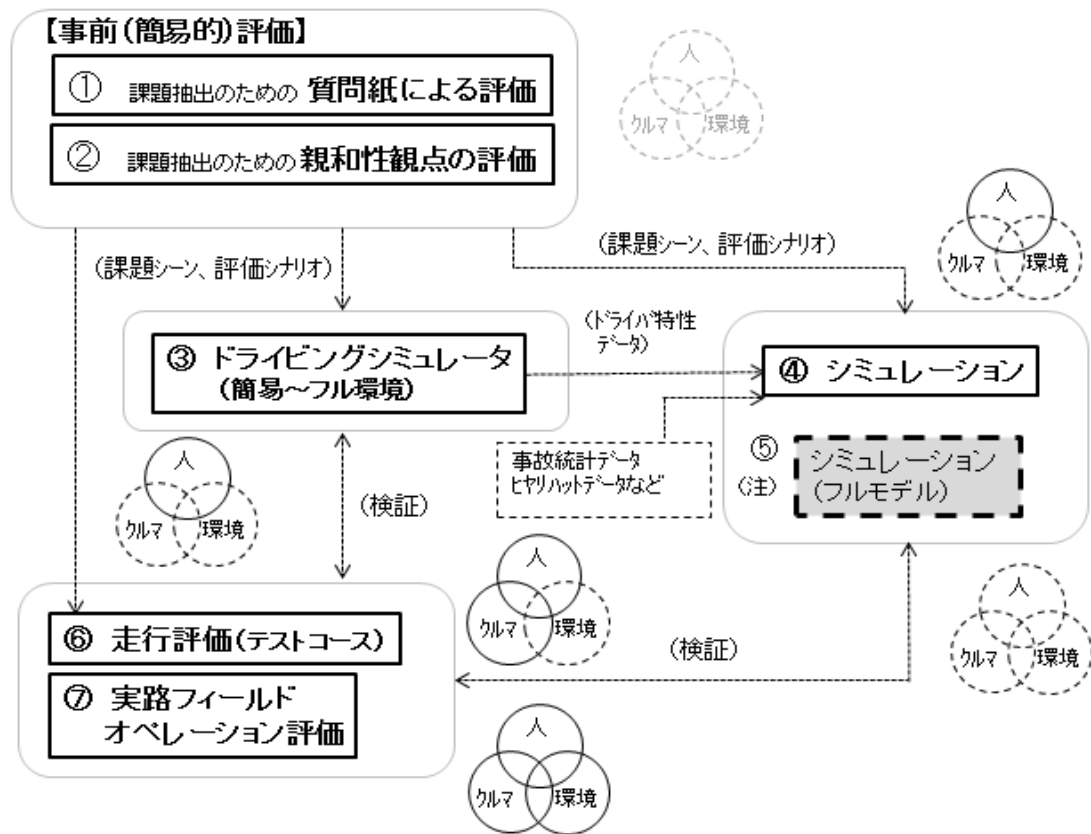 【事前(簡易的)評価】
① 課題抽出のための 質問紙による評価
② 課題抽出のための 親和性観点の評価
人
クルマ
環境
(課題シーン、評価シナリオ)
(課題シーン、評価シナリオ)
人
クルマ
環境
③ ドライビングシミュレータ
(簡易～フル環境)
(ドライバ特性
データ)
④ シミュレーション
事故統計データ
ヒヤリハットデータなど
⑤
(注)
シミュレーション
(フルモデル)
人
クルマ
環境
(検証)
⑥ 走行評価(テストコース)
⑦ 実路フィールド
オペレーション評価
人
クルマ
環境
(検証)
人
クルマ
環境
人
クルマ
環境